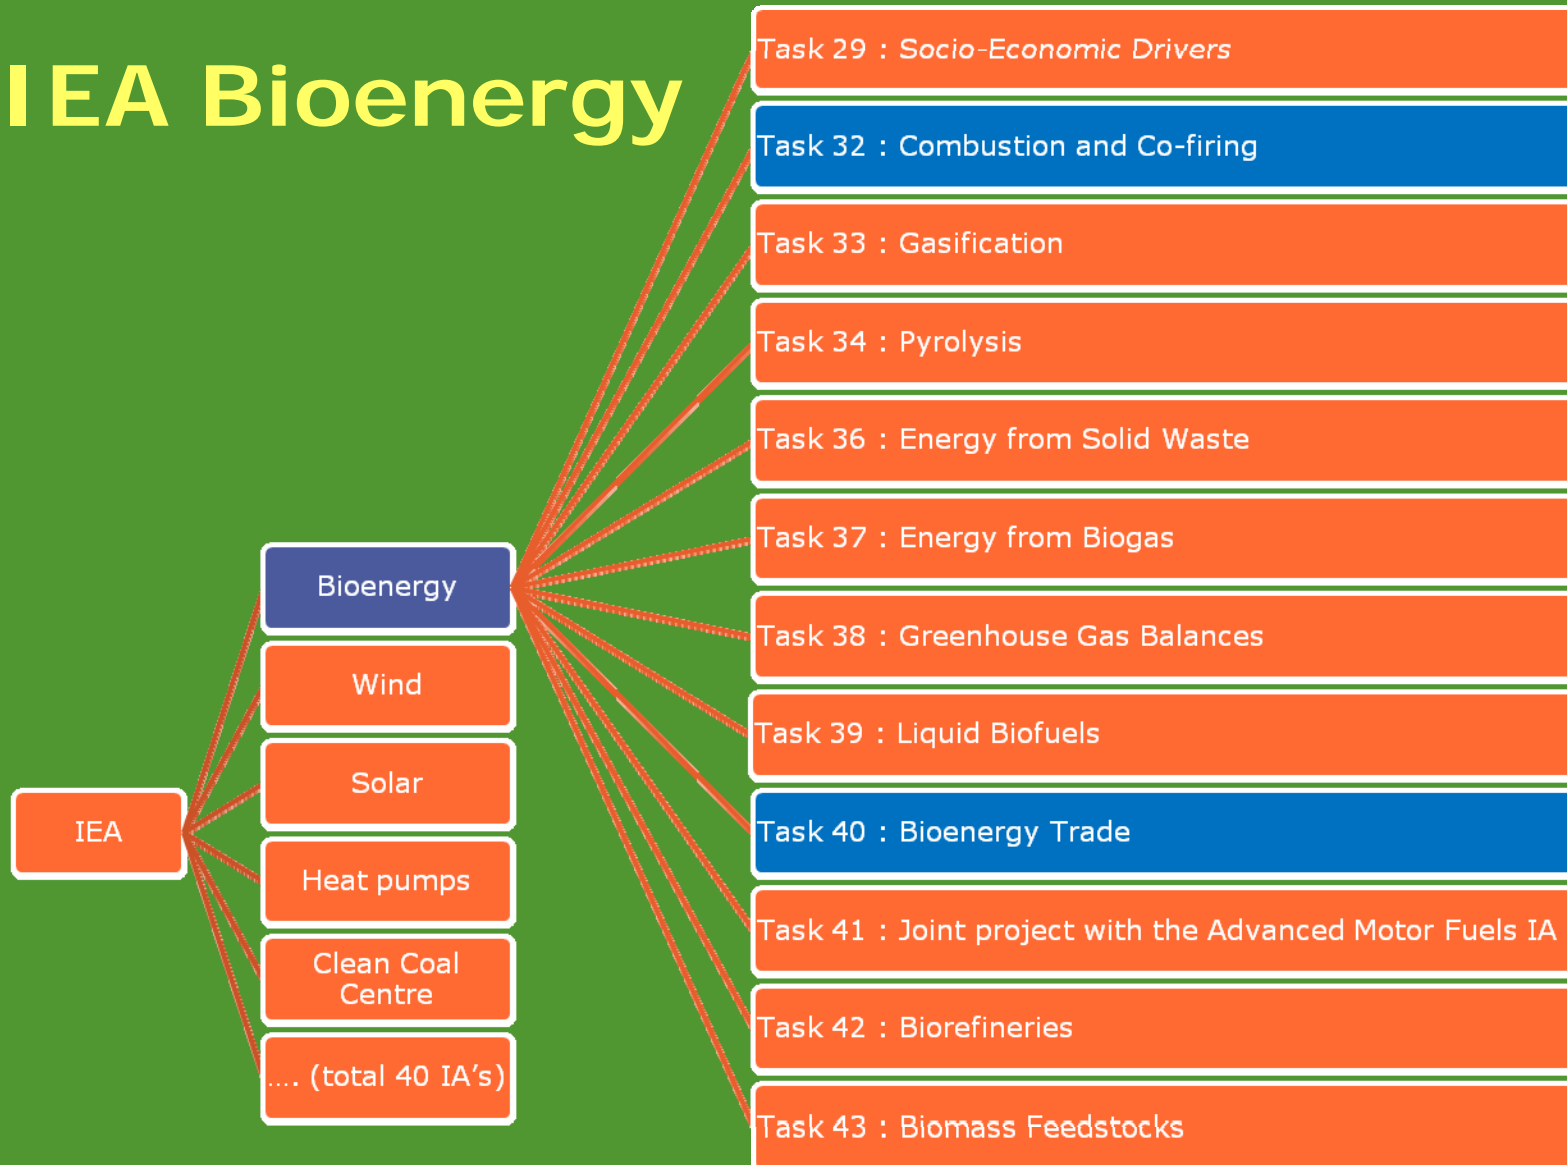 IEA Bioenergy
IEA
Bioenergy
Wind
Solar
Heat pumps
Clean Coal
Centre
.... (total 40 IA’s)
Task 29 : Socio-Economic Drivers
Task 32 : Combustion and Co-firing
Task 33 : Gasification
Task 34 : Pyrolysis
Task 36 : Energy from Solid Waste
Task 37 : Energy from Biogas
Task 38 : Greenhouse Gas Balances
Task 39 : Liquid Biofuels
Task 40 : Bioenergy Trade
Task 41 : Joint project with the Advanced Motor Fuels IA
Task 42 : Biorefineries
Task 43 : Biomass Feedstocks